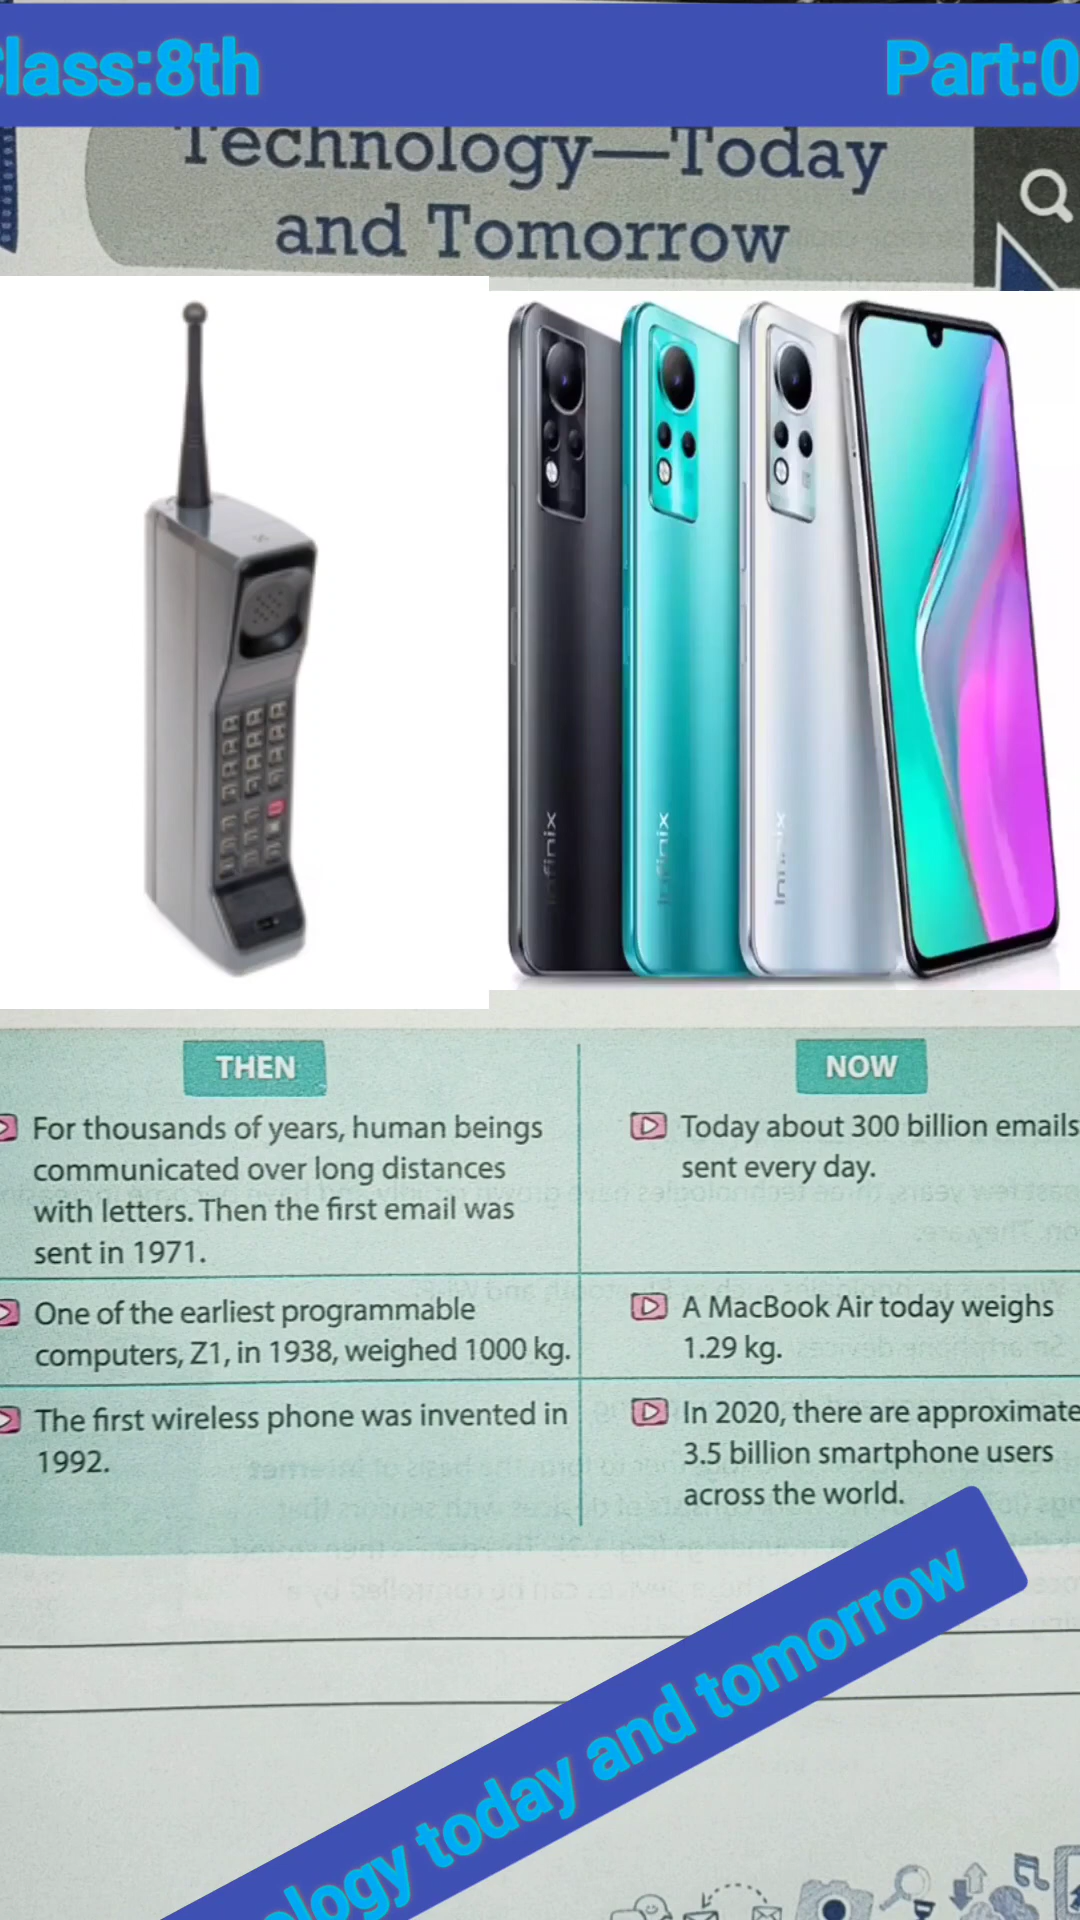 Class:8th
Part:0
Technology—Today
and Tomorrow
Infinix
Infinix
Infinix
THEN
NOW
For thousands of years, human beings
communicated over long distances
with letters. Then the first email was
sent in 1971.
Today about 300 billion emails
sent every day.
One of the earliest programmable
computers, Z1, in 1938, weighed 1000 kg.
A MacBook Air today weighs
1.29 kg.
The first wireless phone was invented in
1992.
In 2020, there are approximate
3.5 billion smartphone users
across the world.
ology today and tomorrow